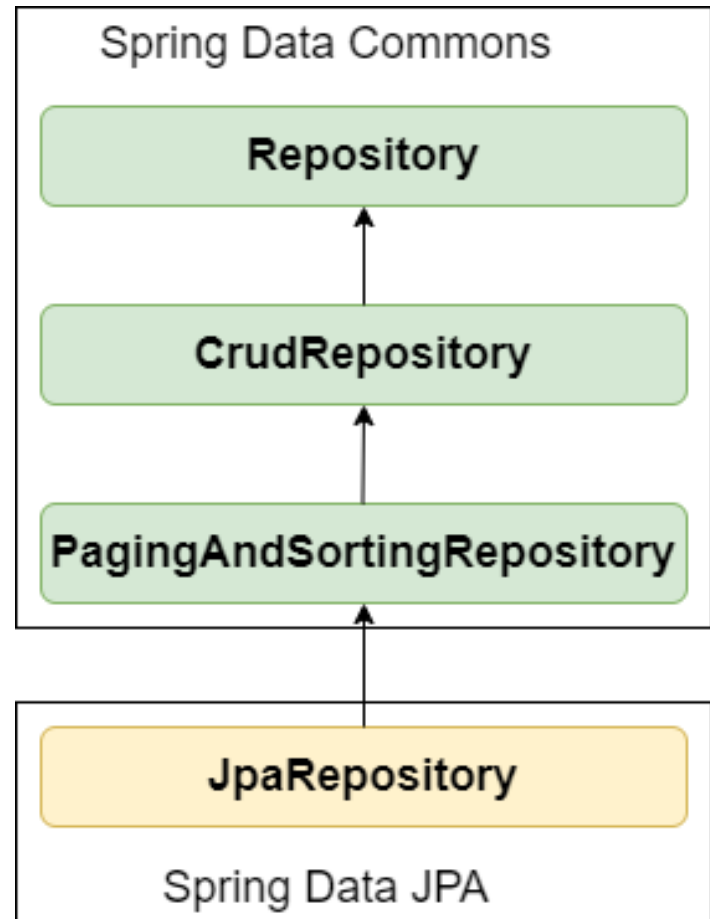 Spring Data Commons
Repository
CrudRepository
PagingAndSortingRepository
JpaRepository
Spring Data JPA